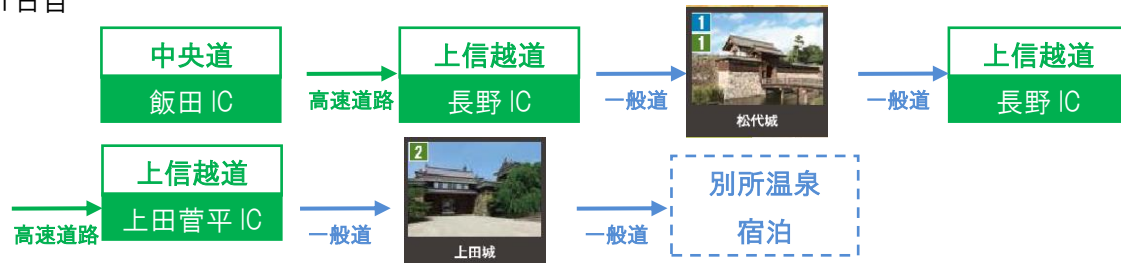 1日目
中央道
飯田 IC
高速道路
上信越道
長野 IC
一般道
1
1
松代城
一般道
上信越道
長野 IC
高速道路
上信越道
上田菅平 IC
一般道
2
上田城
一般道
別所温泉
宿泊